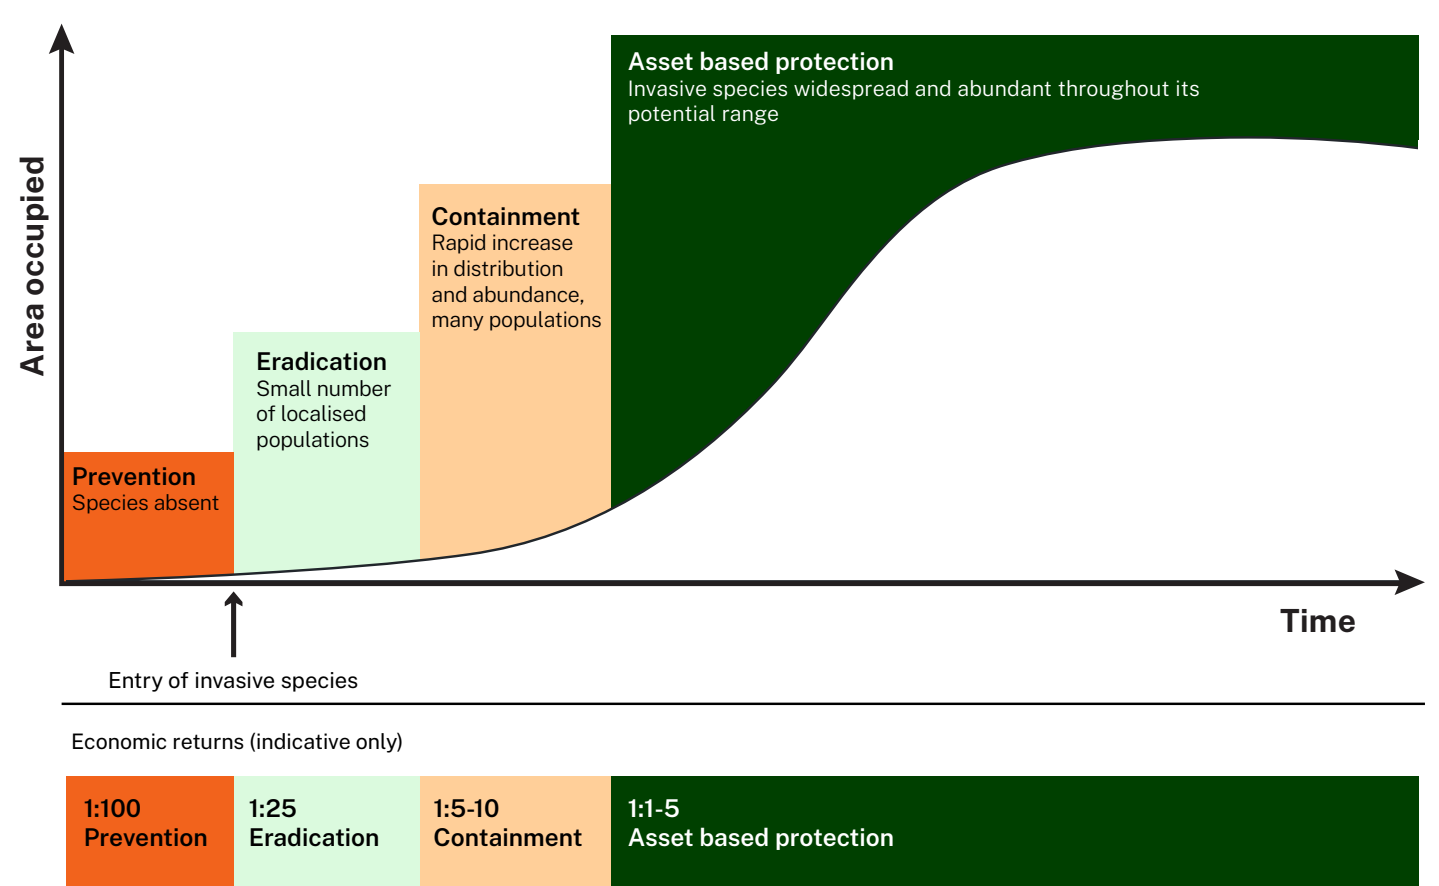 Area occupied
Asset based protection
Invasive species widespread and abundant throughout its
potential range
Containment
Rapid increase
in distribution
and abundance,
many populations
Eradication
Small number
of localised
populations
Prevention
Species absent
Time
Entry of invasive species
Economic returns (indicative only)
1:100
Prevention
1:25
Eradication
1:5-10
Containment
1:1-5
Asset based protection